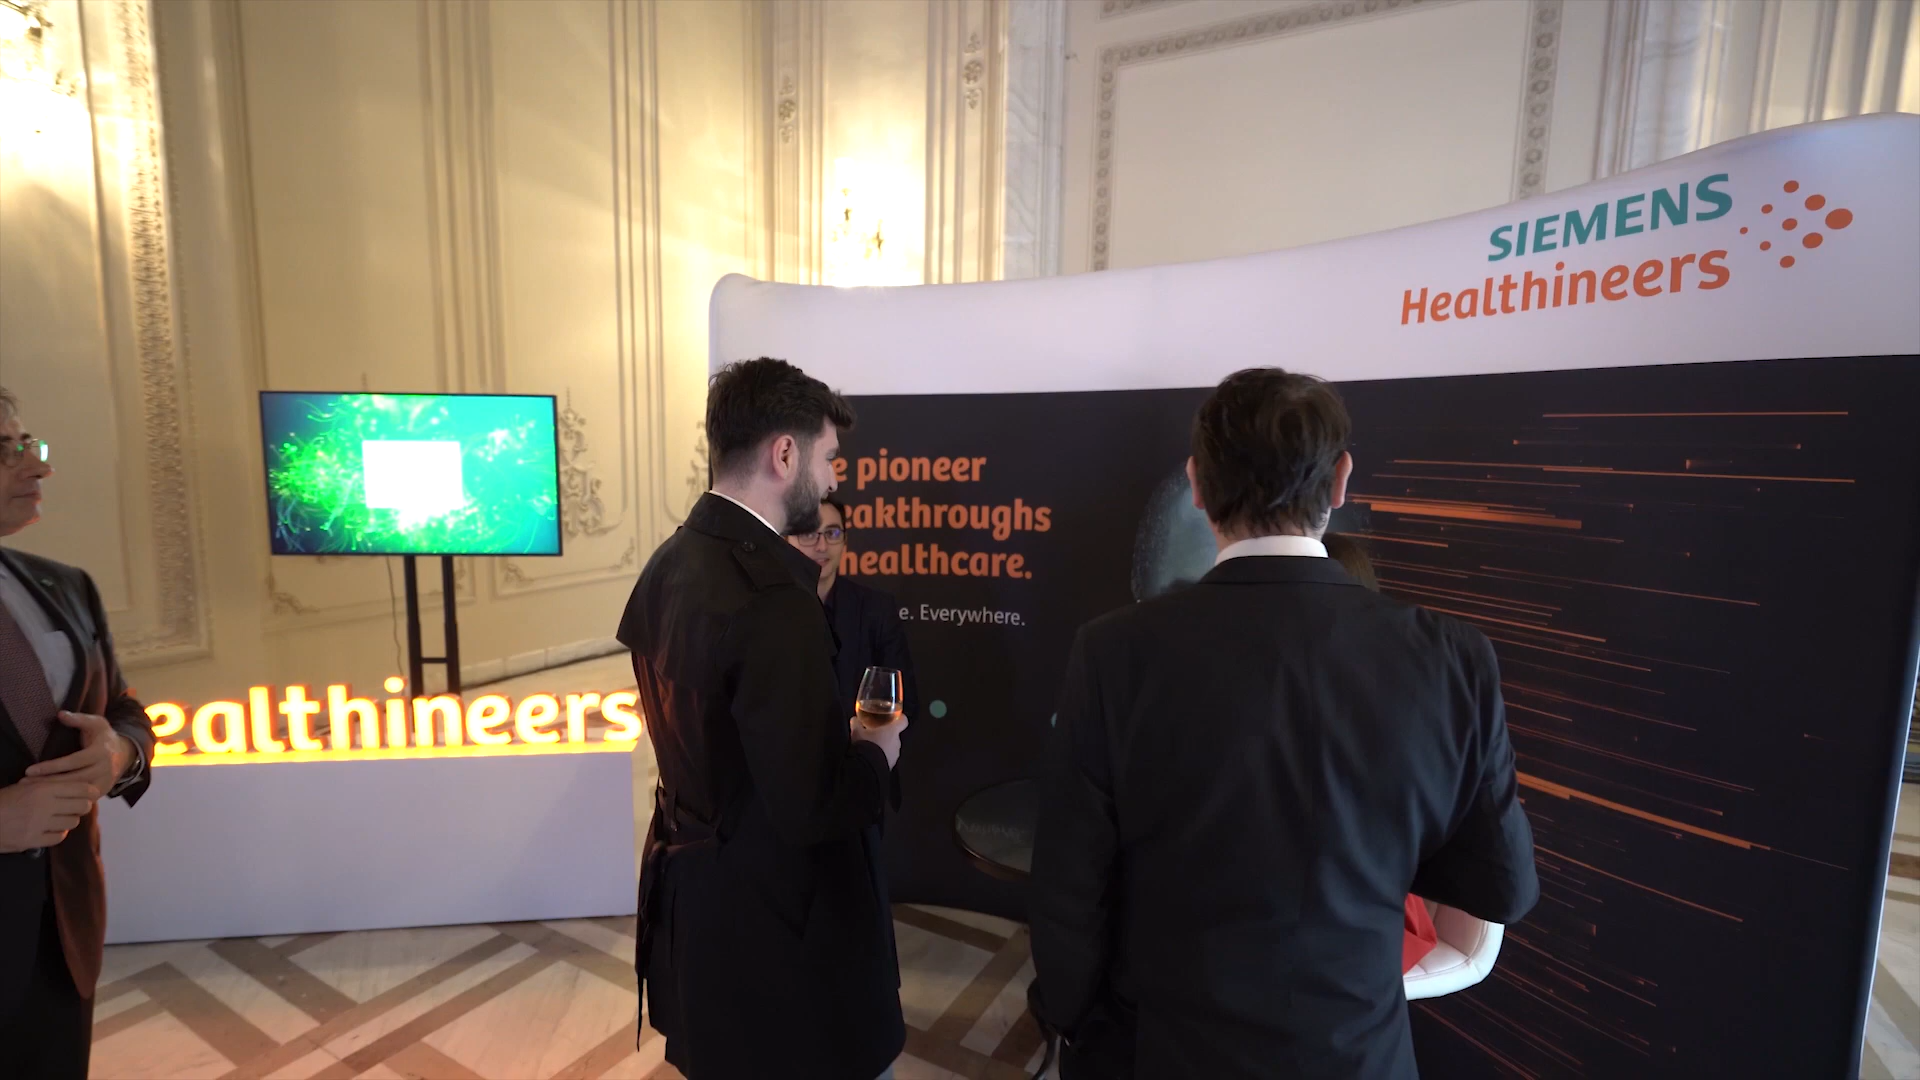 SIEMENS
Healthineers
e pioneer
eakthroughs
healthcare.
e. Everywhere.
ealthineers